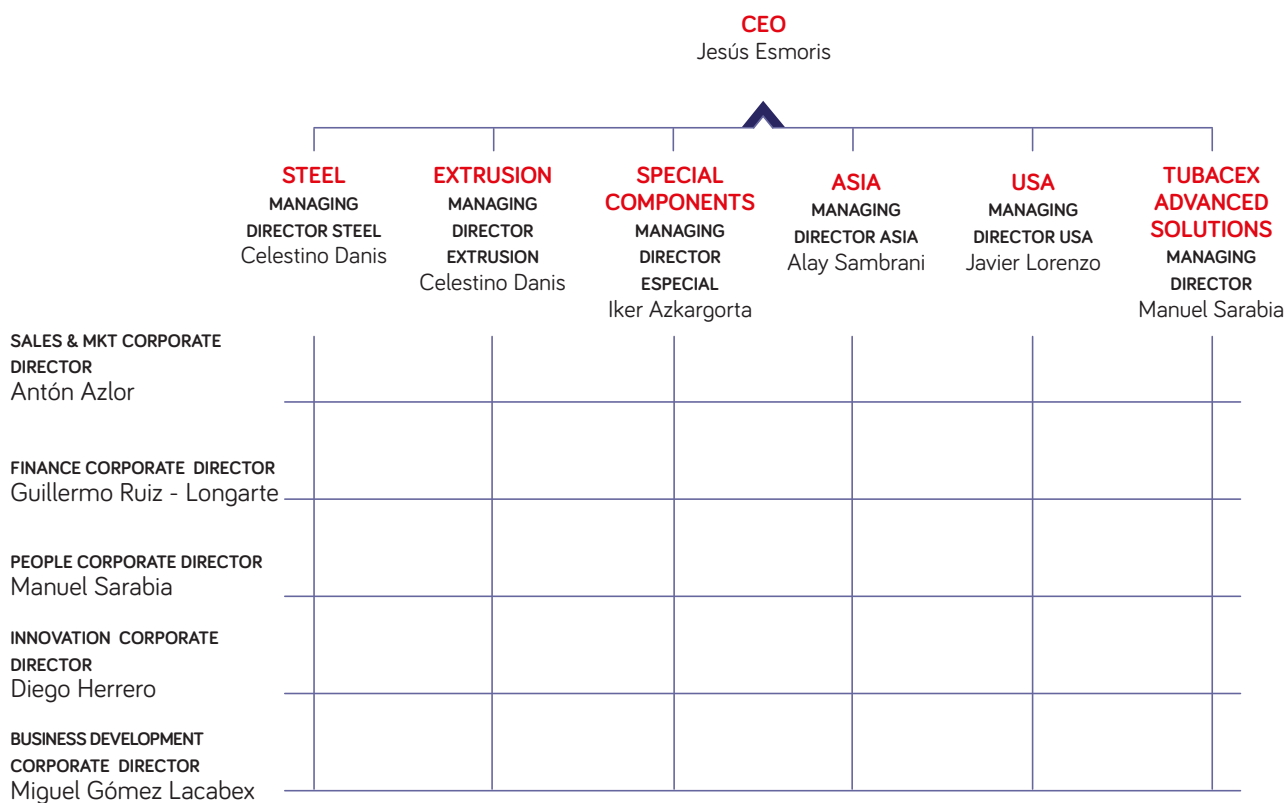 CEO
Jesús Esmoris
STEEL
MANAGING
DIRECTOR STEEL
Celestino Danis
EXTRUSION
MANAGING
DIRECTOR
EXTRUSION
Celestino Danis
SPECIAL
COMPONENTS
MANAGING
DIRECTOR
ESPECIAL
Iker Azkargorta
ASIA
MANAGING
DIRECTOR ASIA
Alay Sambrani
USA
MANAGING
DIRECTOR USA
Javier Lorenzo
TUBACEX
ADVANCED
SOLUTIONS
MANAGING
DIRECTOR
Manuel Sarabia
SALES & MKT CORPORATE
DIRECTOR
Antón Azlor
FINANCE CORPORATE DIRECTOR
Guillermo Ruiz - Longarte
PEOPLE CORPORATE DIRECTOR
Manuel Sarabia
INNOVATION CORPORATE
DIRECTOR
Diego Herrero
BUSINESS DEVELOPMENT
CORPORATE DIRECTOR
Miguel Gómez Lacabex